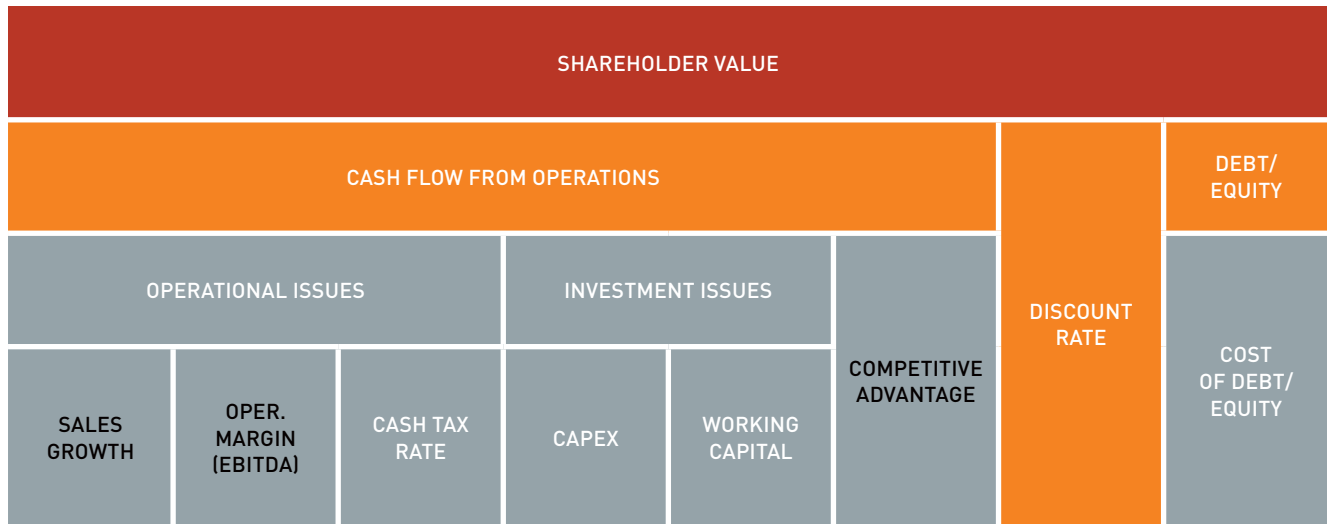 SHAREHOLDER VALUE
CASH FLOW FROM OPERATIONS
DEBT/
EQUITY
OPERATIONAL ISSUES
INVESTMENT ISSUES
DISCOUNT
RATE
COMPETITIVE
ADVANTAGE
COST
OF DEBT/
EQUITY
SALES
GROWTH
OPER.
MARGIN
(EBITDA)
CASH TAX
RATE
CAPEX
WORKING
CAPITAL